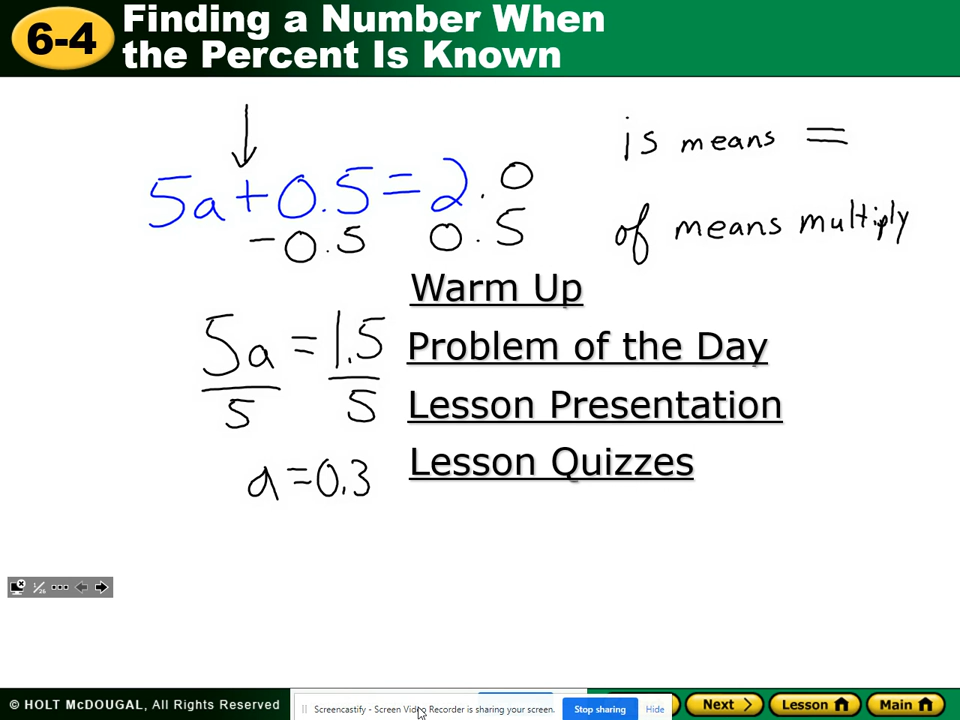 6-4
Finding a Number When
the Percent Is Known
is means =
5a+0.5=2.0
-0.5 0.5
of means multiply
Warm Up
5a=1.5
5 5
Problem of the Day
Lesson Presentation
Lesson Quizzes
a=0.3
1/26
© HOLT McDOUGAL, All Rights Reserved
Screencastify - Screen Video Recorder is sharing your screen.
Stop sharing
Hide
Next
Lesson
Main